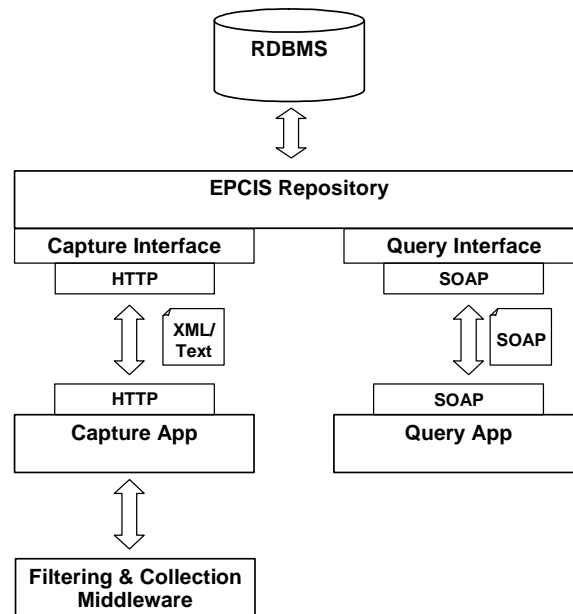 RDBMS
EPCIS Repository
Capture Interface
Query Interface
HTTP
SOAP
XML/
Text
SOAP
HTTP
SOAP
Capture App
Query App
Filtering & Collection
Middleware